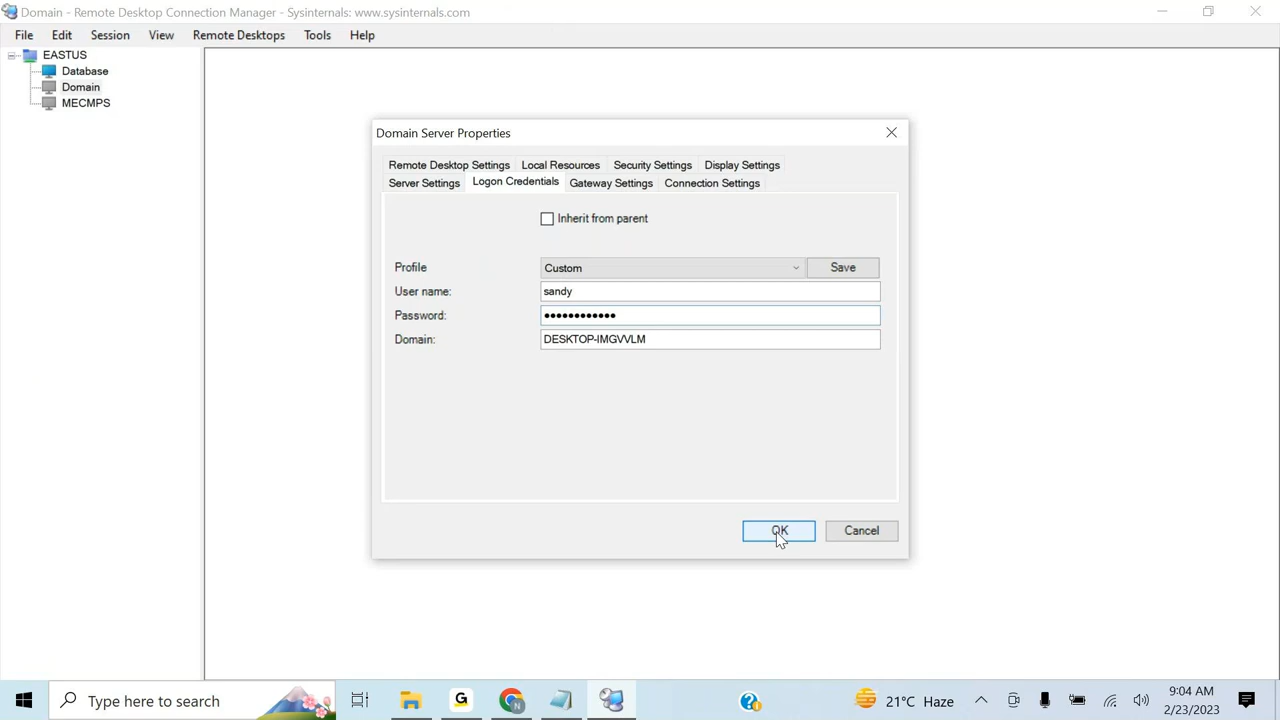 Domain - Remote Desktop Connection Manager - Sysinternals: www.sysinternals.com
File Edit Session View Remote Desktops Tools Help
EASTUS
Database
Domain
MECMPS
Domain Server Properties
Remote Desktop Settings Local Resources Security Settings Display Settings
Server Settings Logon Credentials Gateway Settings Connection Settings
Inherit from parent
Profile Custom Save
User name: sandy
Password: ••••••••••••
Domain: DESKTOP-IMGVVLM
OK Cancel
Type here to search G N 21°C Haze 9:04 AM
2/23/2023